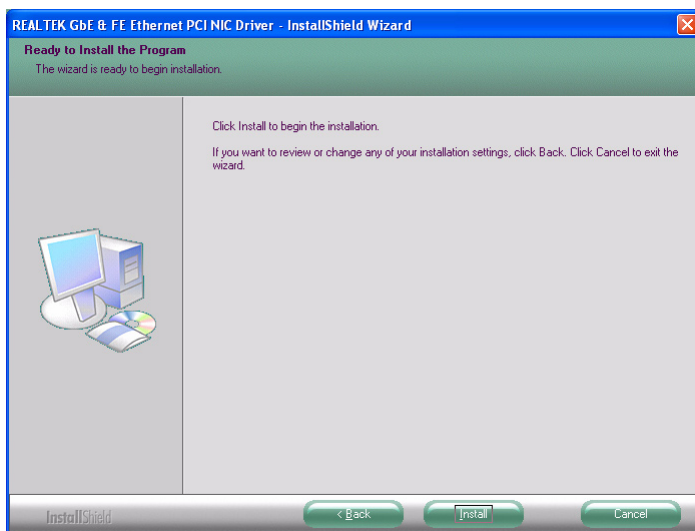 REALTEK GbE & FE Ethernet PCI NIC Driver - InstallShield Wizard
Ready to Install the Program
The wizard is ready to begin installation.
Click Install to begin the installation.
If you want to review or change any of your installation settings, click Back. Click Cancel to exit the
wizard.
InstallShield
< Back
Install
Cancel